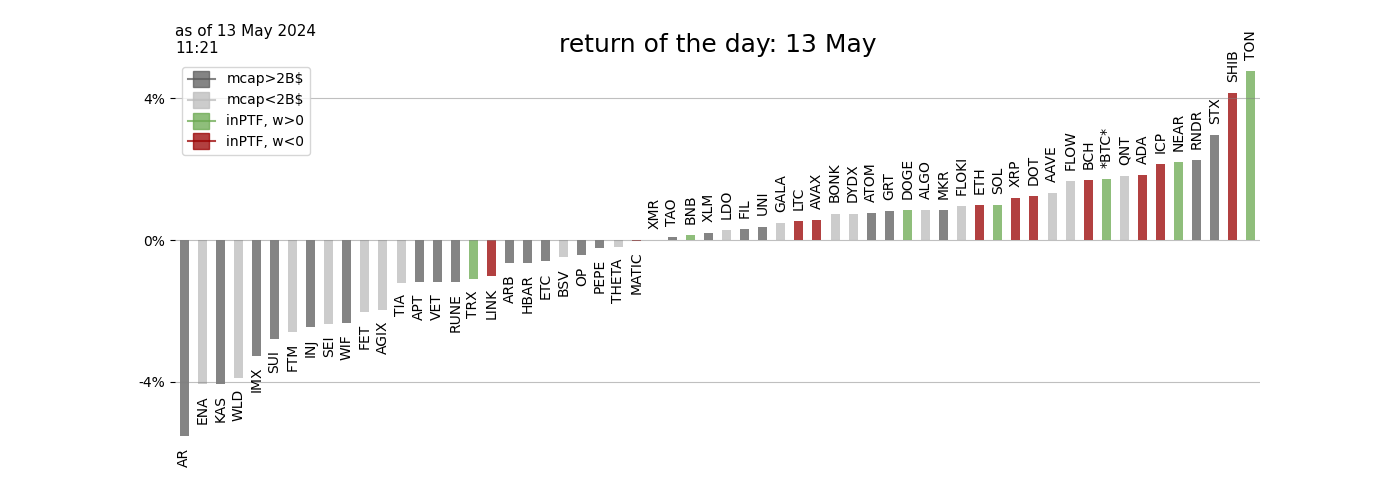 as of 13 May 2024
11:21
return of the day: 13 May
mcap>2B$
mcap<2B$
inPTF, w>0
inPTF, w<0
4%
0%
-4%
AR
ENA
KAS
WLD
IMX
SUI
FTM
INJ
SEI
WIF
FET
AGIX
TIA
APT
VET
RUNE
TRX
LINK
ARB
HBAR
ETC
BSV
OP
PEPE
THETA
MATIC
XMR
TAO
BNB
XLM
LDO
FIL
UNI
GALA
LTC
AVAX
BONK
DYDX
ATOM
GRT
DOGE
ALGO
MKR
FLOKI
ETH
SOL
XRP
DOT
AAVE
FLOW
BCH
*BTC*
QNT
ADA
ICP
NEAR
RNDR
STX
SHIB
TON